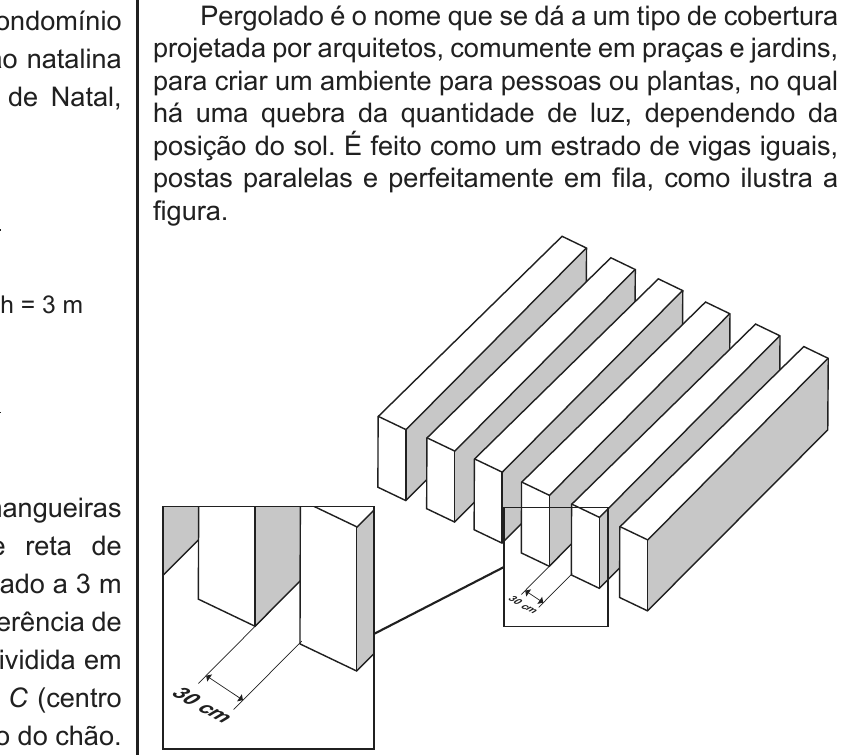 ondomínio
o natalina
de Natal,
h = 3 m
mangueiras
e reta de
ado a 3 m
erência de
ividida em
C (centro
o do chão.
Pergolado é o nome que se dá a um tipo de cobertura
projetada por arquitetos, comumente em praças e jardins,
para criar um ambiente para pessoas ou plantas, no qual
há uma quebra da quantidade de luz, dependendo da
posição do sol. É feito como um estrado de vigas iguais,
postas paralelas e perfeitamente em fila, como ilustra a
figura.
30 cm
30 cm